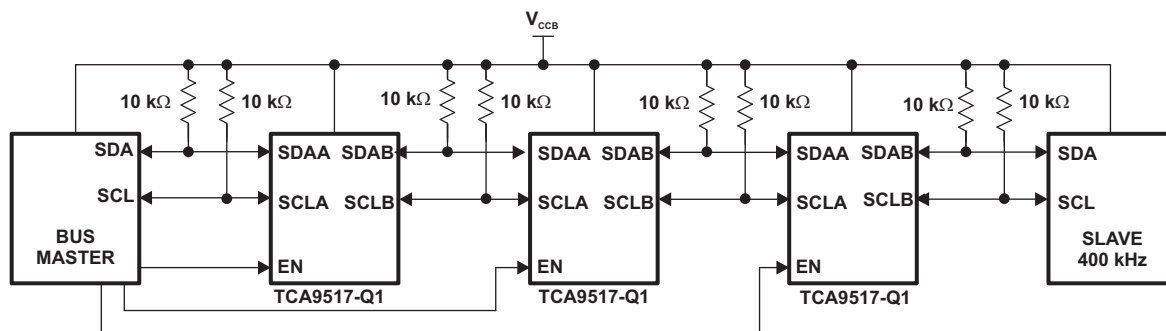 V_CCB
10 kΩ 10 kΩ 10 kΩ 10 kΩ 10 kΩ 10 kΩ 10 kΩ 10 kΩ
SDA SDAA SDAB SDAA SDAB SDAA SDAB SDA
SCL SCLA SCLB SCLA SCLB SCLA SCLB SCL
BUS
MASTER
SLAVE
400 kHz
EN EN EN
TCA9517-Q1 TCA9517-Q1 TCA9517-Q1